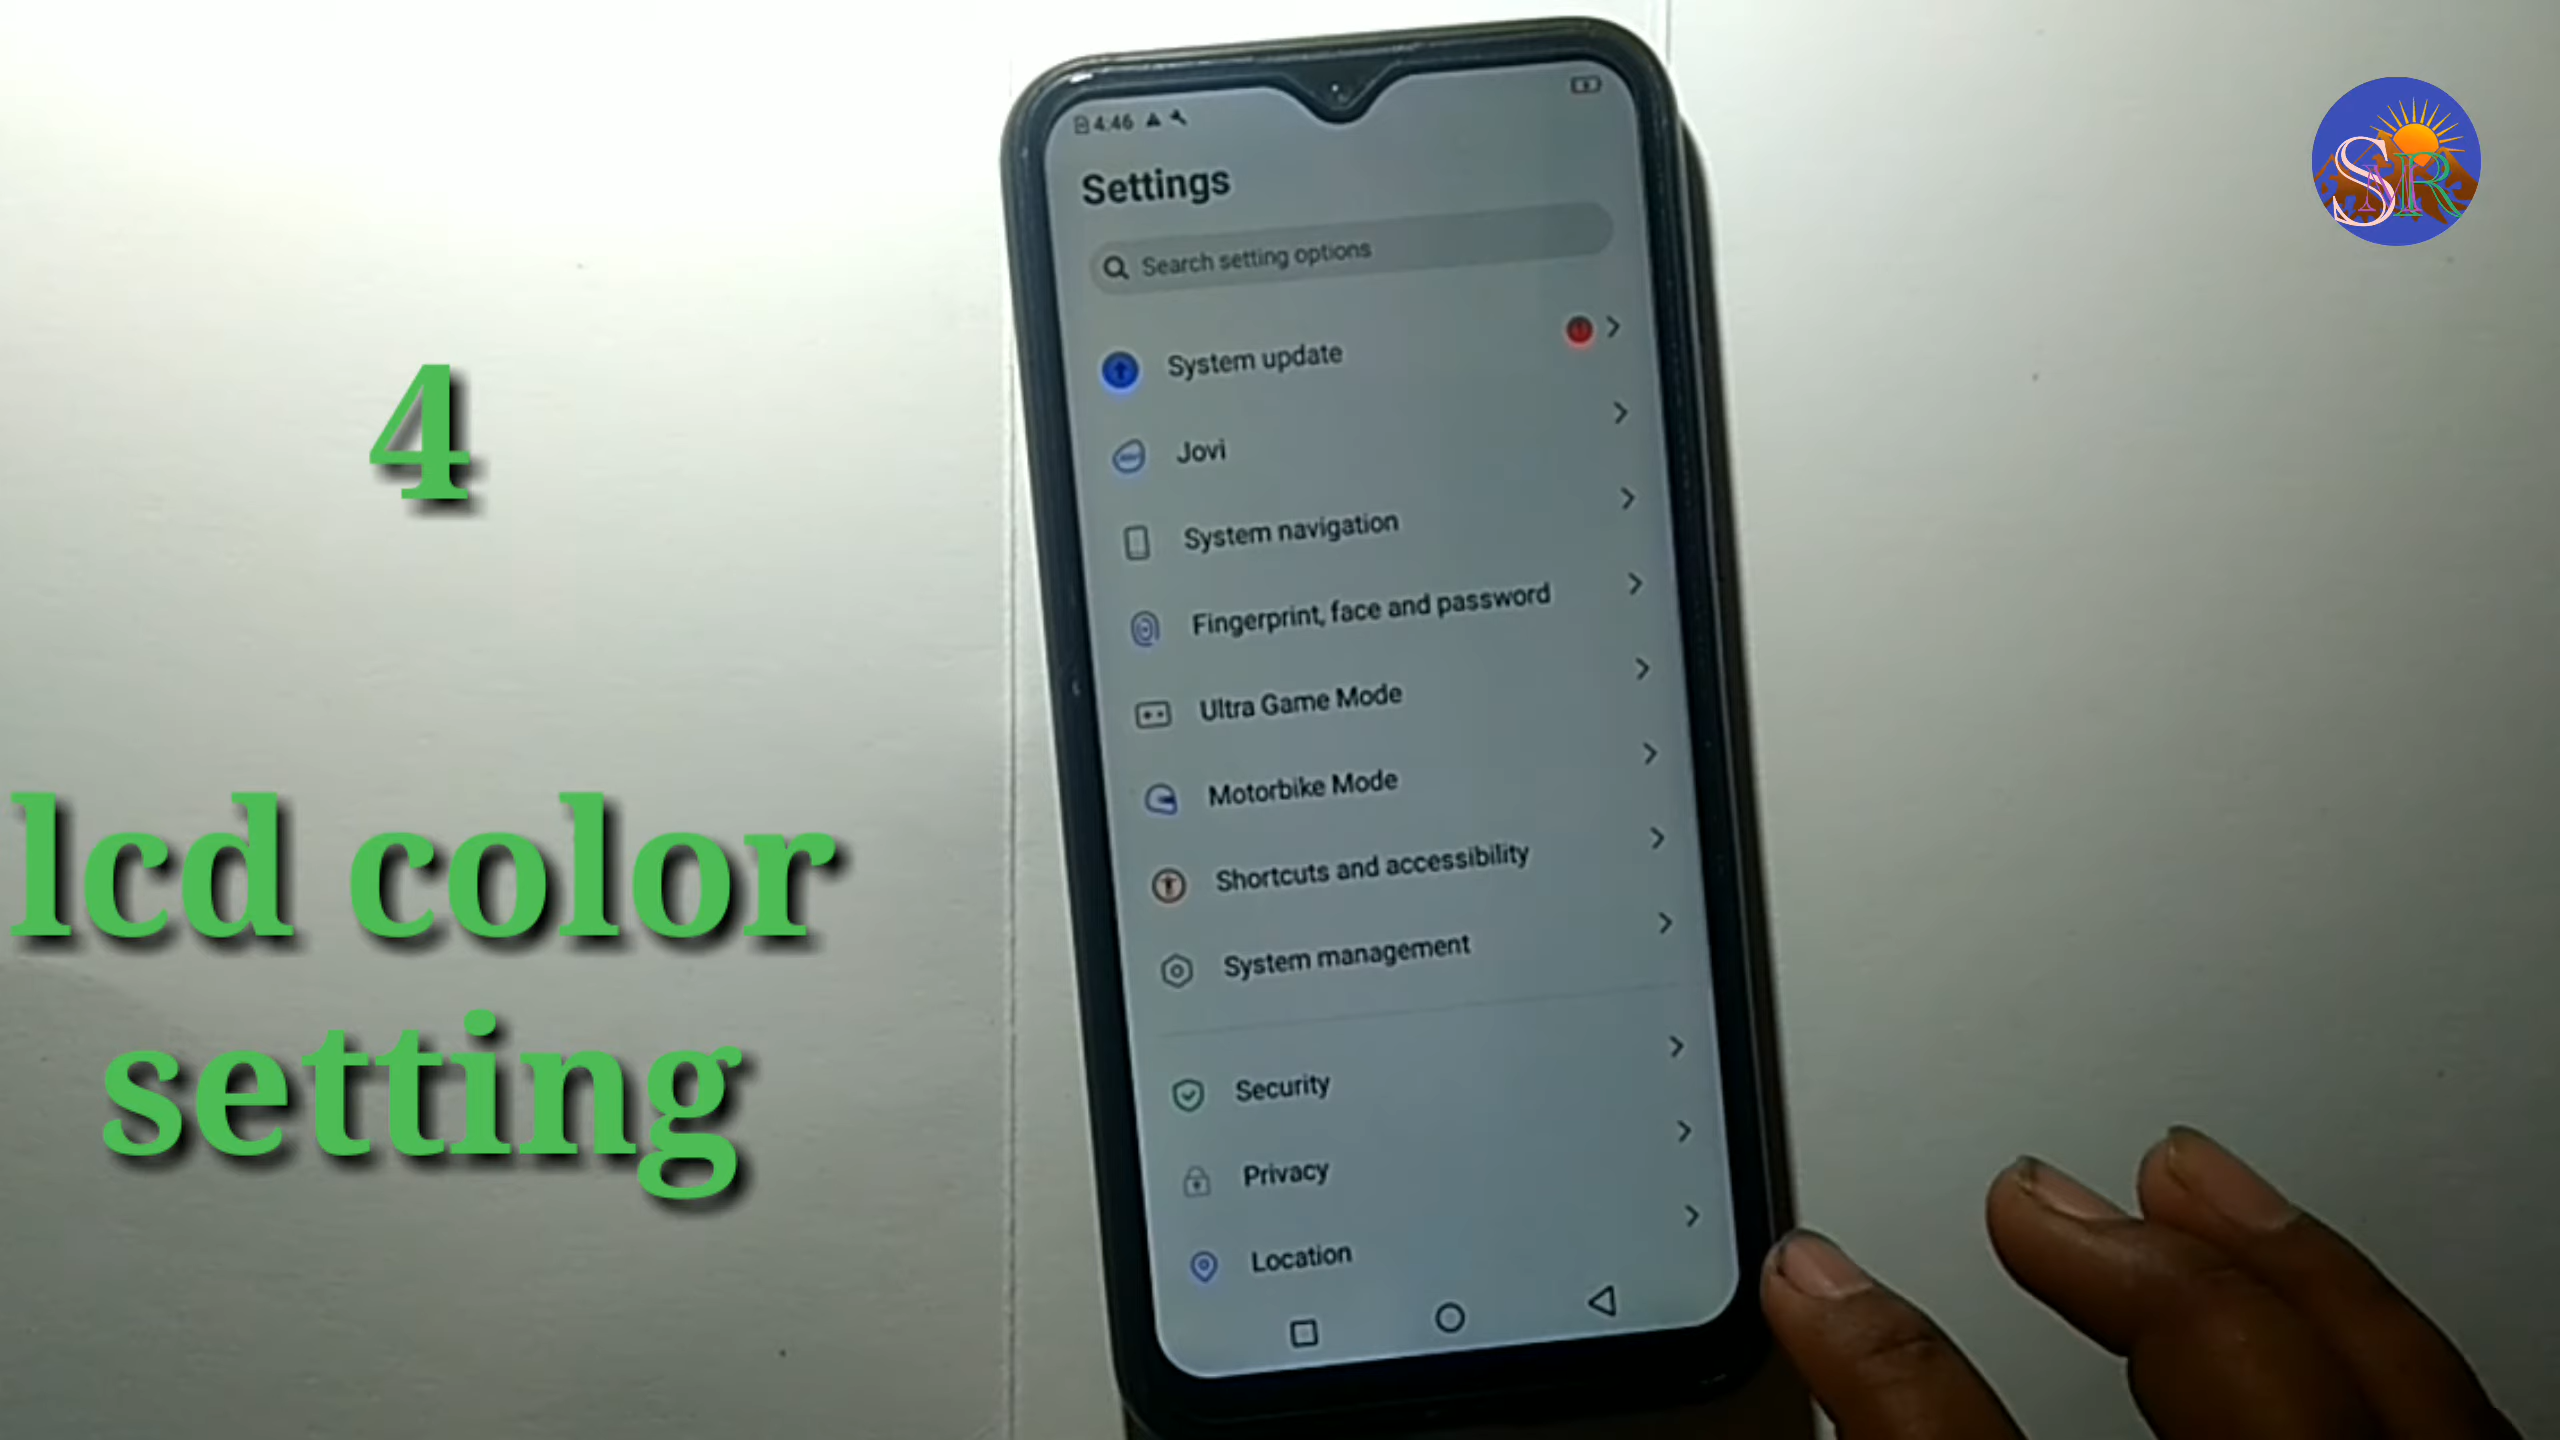 4
lcd color
setting
4:46
Settings
Search setting options
System update
Jovi
System navigation
Fingerprint, face and password
Ultra Game Mode
Motorbike Mode
Shortcuts and accessibility
System management
Security
Privacy
Location
SMR